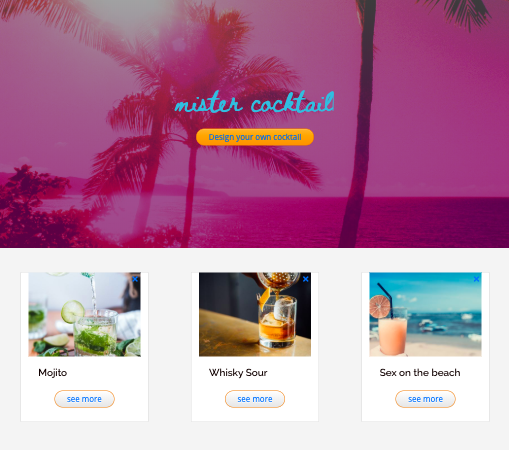 mister cocktail
Design your own cocktail
Mojito
Whisky Sour
Sex on the beach
see more
see more
see more